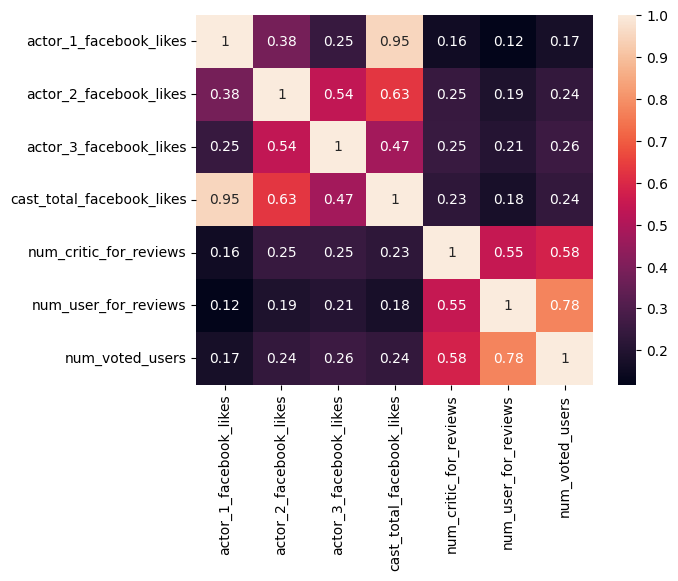 actor_1_facebook_likes 1 0.38 0.25 0.95 0.16 0.12 0.17
actor_2_facebook_likes 0.38 1 0.54 0.63 0.25 0.19 0.24
actor_3_facebook_likes 0.25 0.54 1 0.47 0.25 0.21 0.26
cast_total_facebook_likes 0.95 0.63 0.47 1 0.23 0.18 0.24
num_critic_for_reviews 0.16 0.25 0.25 0.23 1 0.55 0.58
num_user_for_reviews 0.12 0.19 0.21 0.18 0.55 1 0.78
num_voted_users 0.17 0.24 0.26 0.24 0.58 0.78 1
actor_1_facebook_likes
actor_2_facebook_likes
actor_3_facebook_likes
cast_total_facebook_likes
num_critic_for_reviews
num_user_for_reviews
num_voted_users
1.0
0.9
0.8
0.7
0.6
0.5
0.4
0.3
0.2